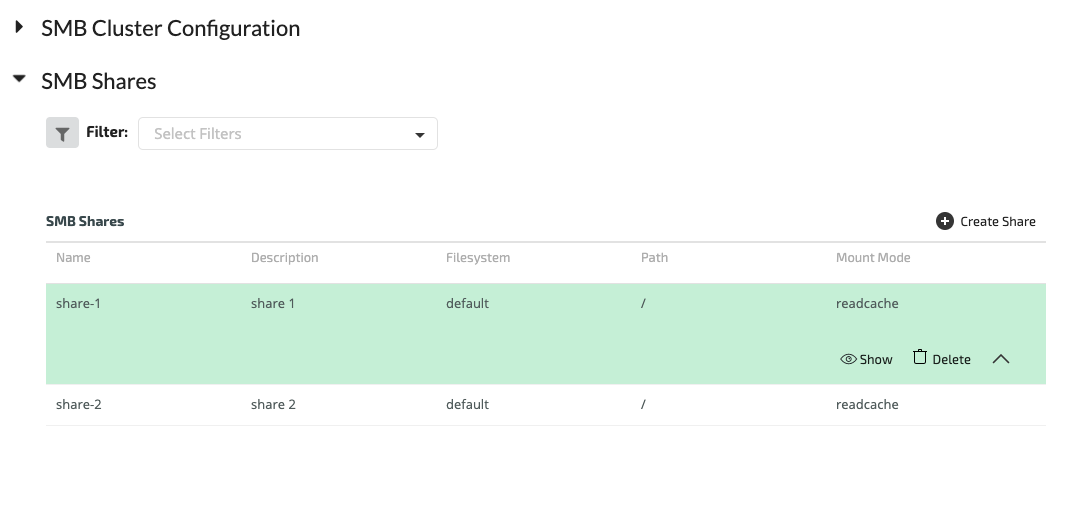 SMB Cluster Configuration
SMB Shares
Filter: Select Filters
SMB Shares Create Share
Name Description Filesystem Path Mount Mode
share-1 share 1 default / readcache
Show Delete
share-2 share 2 default / readcache